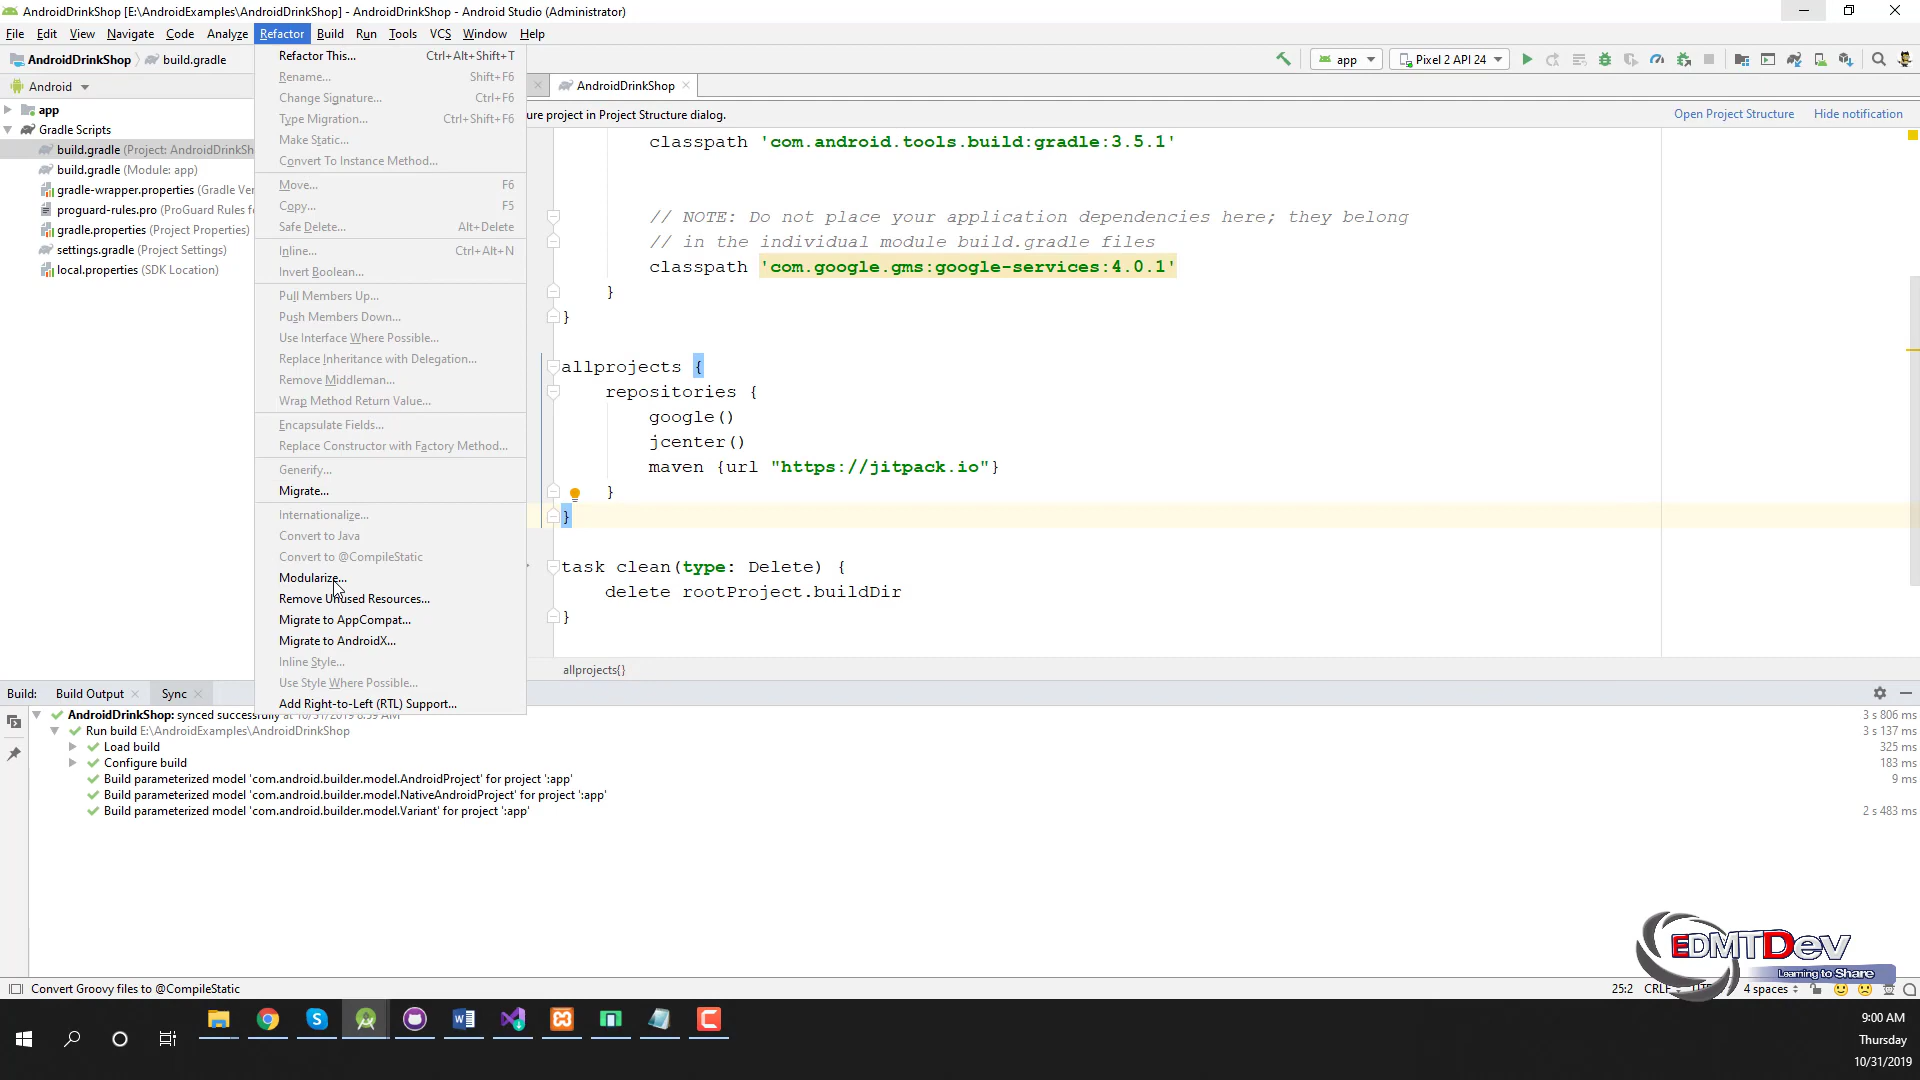 AndroidDrinkShop [E:\AndroidExamples\AndroidDrinkShop] - AndroidDrinkShop - Android Studio (Administrator)
File Edit View Navigate Code Analyze Refactor Build Run Tools VCS Window Help
AndroidDrinkShop build.gradle
app Pixel 2 API 24
Android
AndroidDrinkShop
ure project in Project Structure dialog. Open Project Structure Hide notification
app
Gradle Scripts
build.gradle (Project: AndroidDrinkSh
build.gradle (Module: app)
gradle-wrapper.properties (Gradle Ver
proguard-rules.pro (ProGuard Rules fo
gradle.properties (Project Properties)
settings.gradle (Project Settings)
local.properties (SDK Location)
Refactor This... Ctrl+Alt+Shift+T
Rename... Shift+F6
Change Signature... Ctrl+F6
Type Migration... Ctrl+Shift+F6
Make Static...
Convert To Instance Method...
Move... F6
Copy... F5
Safe Delete... Alt+Delete
Inline... Ctrl+Alt+N
Invert Boolean...
Pull Members Up...
Push Members Down...
Use Interface Where Possible...
Replace Inheritance with Delegation...
Remove Middleman...
Wrap Method Return Value...
Encapsulate Fields...
Replace Constructor with Factory Method...
Generify...
Migrate...
Internationalize...
Convert to Java
Convert to @CompileStatic
Modularize...
Remove Unused Resources...
Migrate to AppCompat...
Migrate to AndroidX...
Inline Style...
Use Style Where Possible...
Add Right-to-Left (RTL) Support...
classpath 'com.android.tools.build:gradle:3.5.1'
// NOTE: Do not place your application dependencies here; they belong
// in the individual module build.gradle files
classpath 'com.google.gms:google-services:4.0.1'
}
}
allprojects {
repositories {
google()
jcenter()
maven {url "https://jitpack.io"}
}
}
task clean(type: Delete) {
delete rootProject.buildDir
}
allprojects{}
Build: Build Output Sync
AndroidDrinkShop: synced successfully at 10/31/2019 8:59 AM 3 s 806 ms
Run build E:\AndroidExamples\AndroidDrinkShop 3 s 137 ms
Load build 325 ms
Configure build 183 ms
Build parameterized model 'com.android.builder.model.AndroidProject' for project ':app' 9 ms
Build parameterized model 'com.android.builder.model.NativeAndroidProject' for project ':app'
Build parameterized model 'com.android.builder.model.Variant' for project ':app' 2 s 483 ms
EDMTDev
Learning to Share
Convert Groovy files to @CompileStatic 25:2 CRLF 4 spaces
9:00 AM
Thursday
10/31/2019